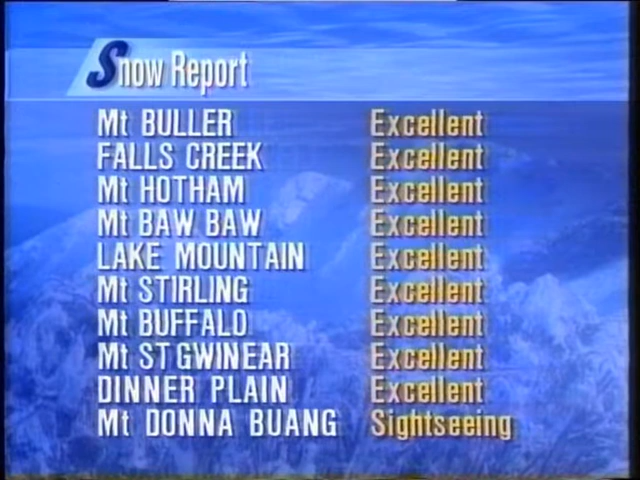 Snow Report
Mt BULLER Excellent
FALLS CREEK Excellent
Mt HOTHAM Excellent
Mt BAW BAW Excellent
LAKE MOUNTAIN Excellent
Mt STIRLING Excellent
Mt BUFFALO Excellent
Mt ST GWINEAR Excellent
DINNER PLAIN Excellent
Mt DONNA BUANG Sightseeing